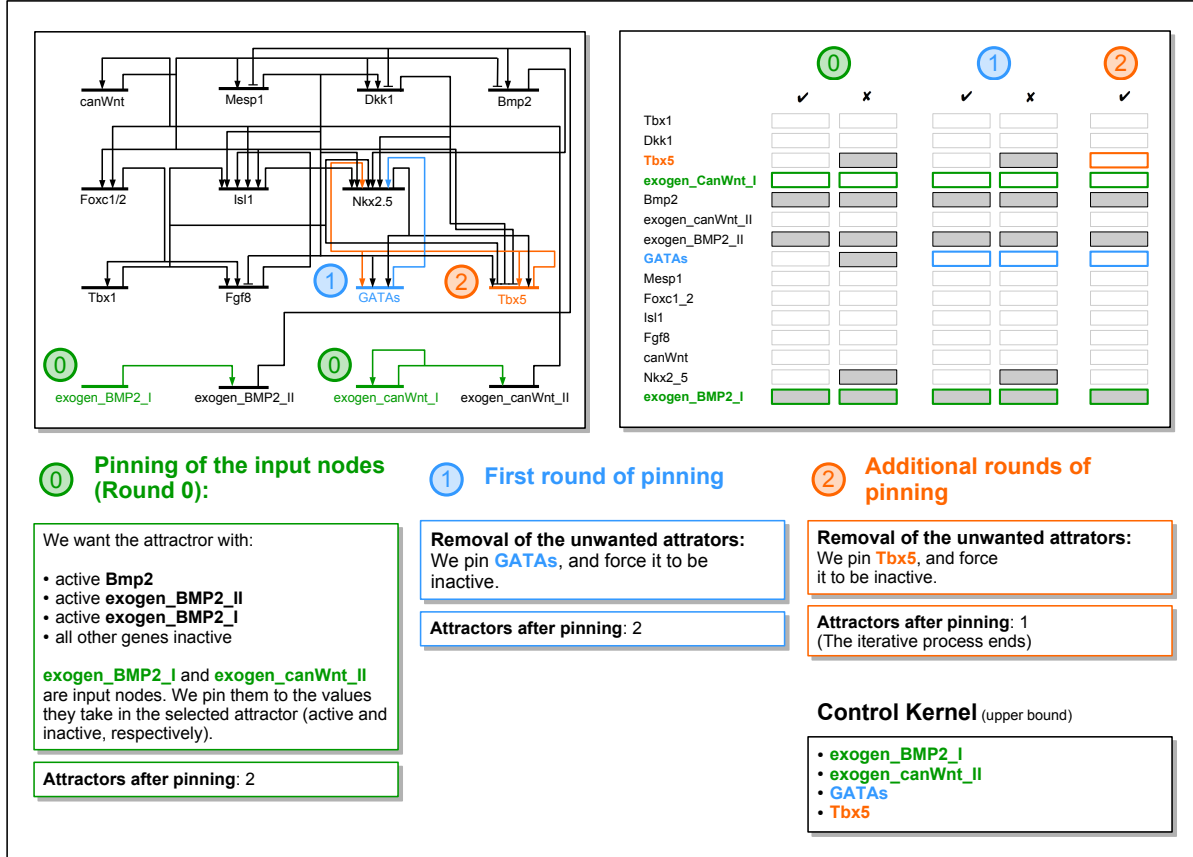 canWnt
Mesp1
Dkk1
Bmp2
Foxc1/2
Isl1
Nkx2.5
Tbx1
Fgf8
1
GATAs
2
Tbx5
0
exogen_BMP2_I
exogen_BMP2_II
0
exogen_canWnt_I
exogen_canWnt_II
0
1
2
✔ ✘ ✔ ✘ ✔
Tbx1
Dkk1
Tbx5
exogen_CanWnt_I
Bmp2
exogen_canWnt_II
exogen_BMP2_II
GATAs
Mesp1
Foxc1_2
Isl1
Fgf8
canWnt
Nkx2_5
exogen_BMP2_I
0
Pinning of the input nodes
(Round 0):
We want the attractror with:
• active Bmp2
• active exogen_BMP2_II
• active exogen_BMP2_I
• all other genes inactive
exogen_BMP2_I and exogen_canWnt_II
are input nodes. We pin them to the values
they take in the selected attractor (active and
inactive, respectively).
Attractors after pinning: 2
1
First round of pinning
Removal of the unwanted attrators:
We pin GATAs, and force it to be
inactive.
Attractors after pinning: 2
2
Additional rounds of
pinning
Removal of the unwanted attrators:
We pin Tbx5, and force
it to be inactive.
Attractors after pinning: 1
(The iterative process ends)
Control Kernel (upper bound)
• exogen_BMP2_I
• exogen_canWnt_II
• GATAs
• Tbx5